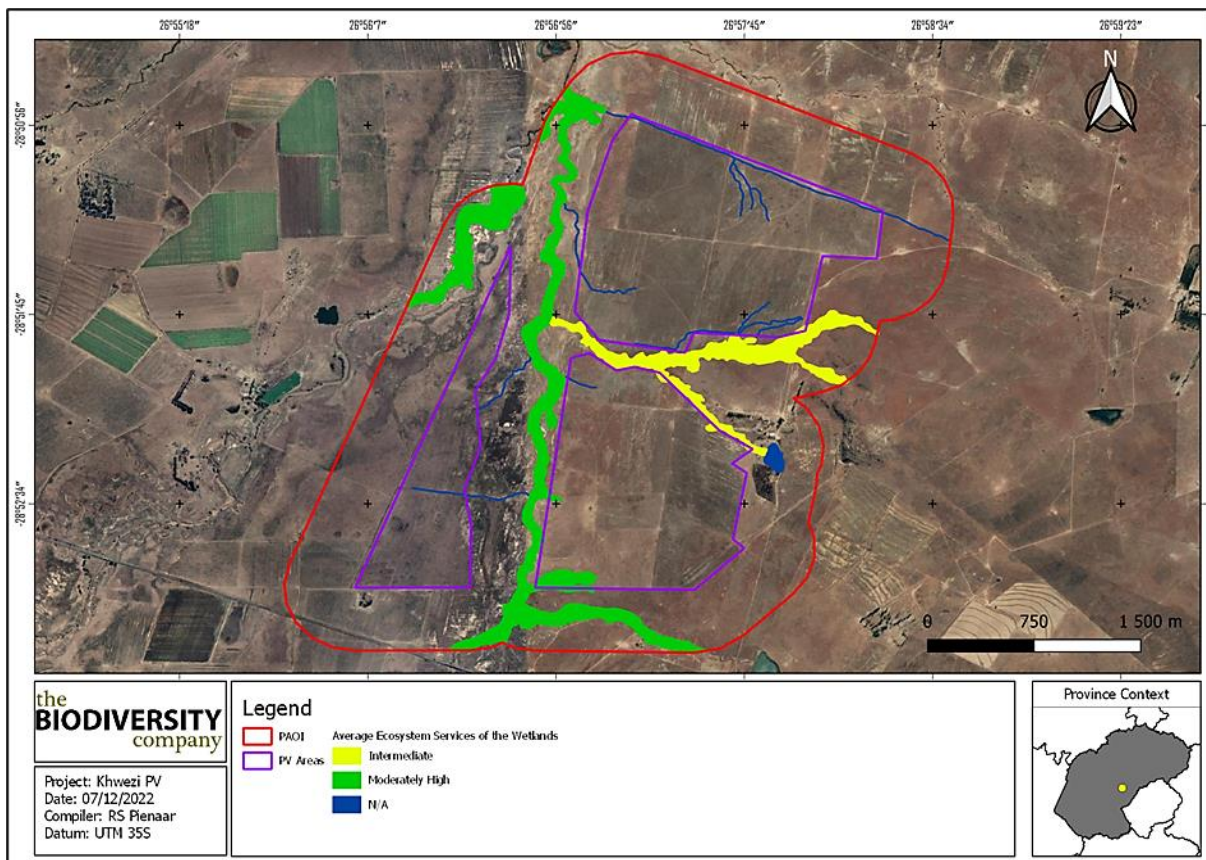 26°55'18"
26°56'7"
26°56'56"
26°57'45"
26°58'34"
26°59'23"
-28°50'56"
-28°51'45"
-28°52'34"
N
0 750 1 500 m
the
BIODIVERSITY
company
Project: Khwezi PV
Date: 07/12/2022
Compiler: RS Pienaar
Datum: UTM 35S
Legend
PAOI
PV Areas
Average Ecosystem Services of the Wetlands
Intermediate
Moderately High
N/A
Province Context